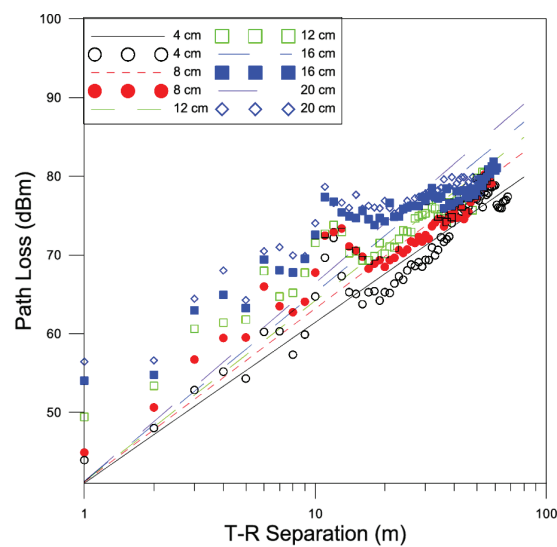 100
90
80
70
60
50
Path Loss (dBm)
4 cm
4 cm
8 cm
8 cm
12 cm
12 cm
16 cm
16 cm
20 cm
20 cm
1
10
100
T-R Separation (m)